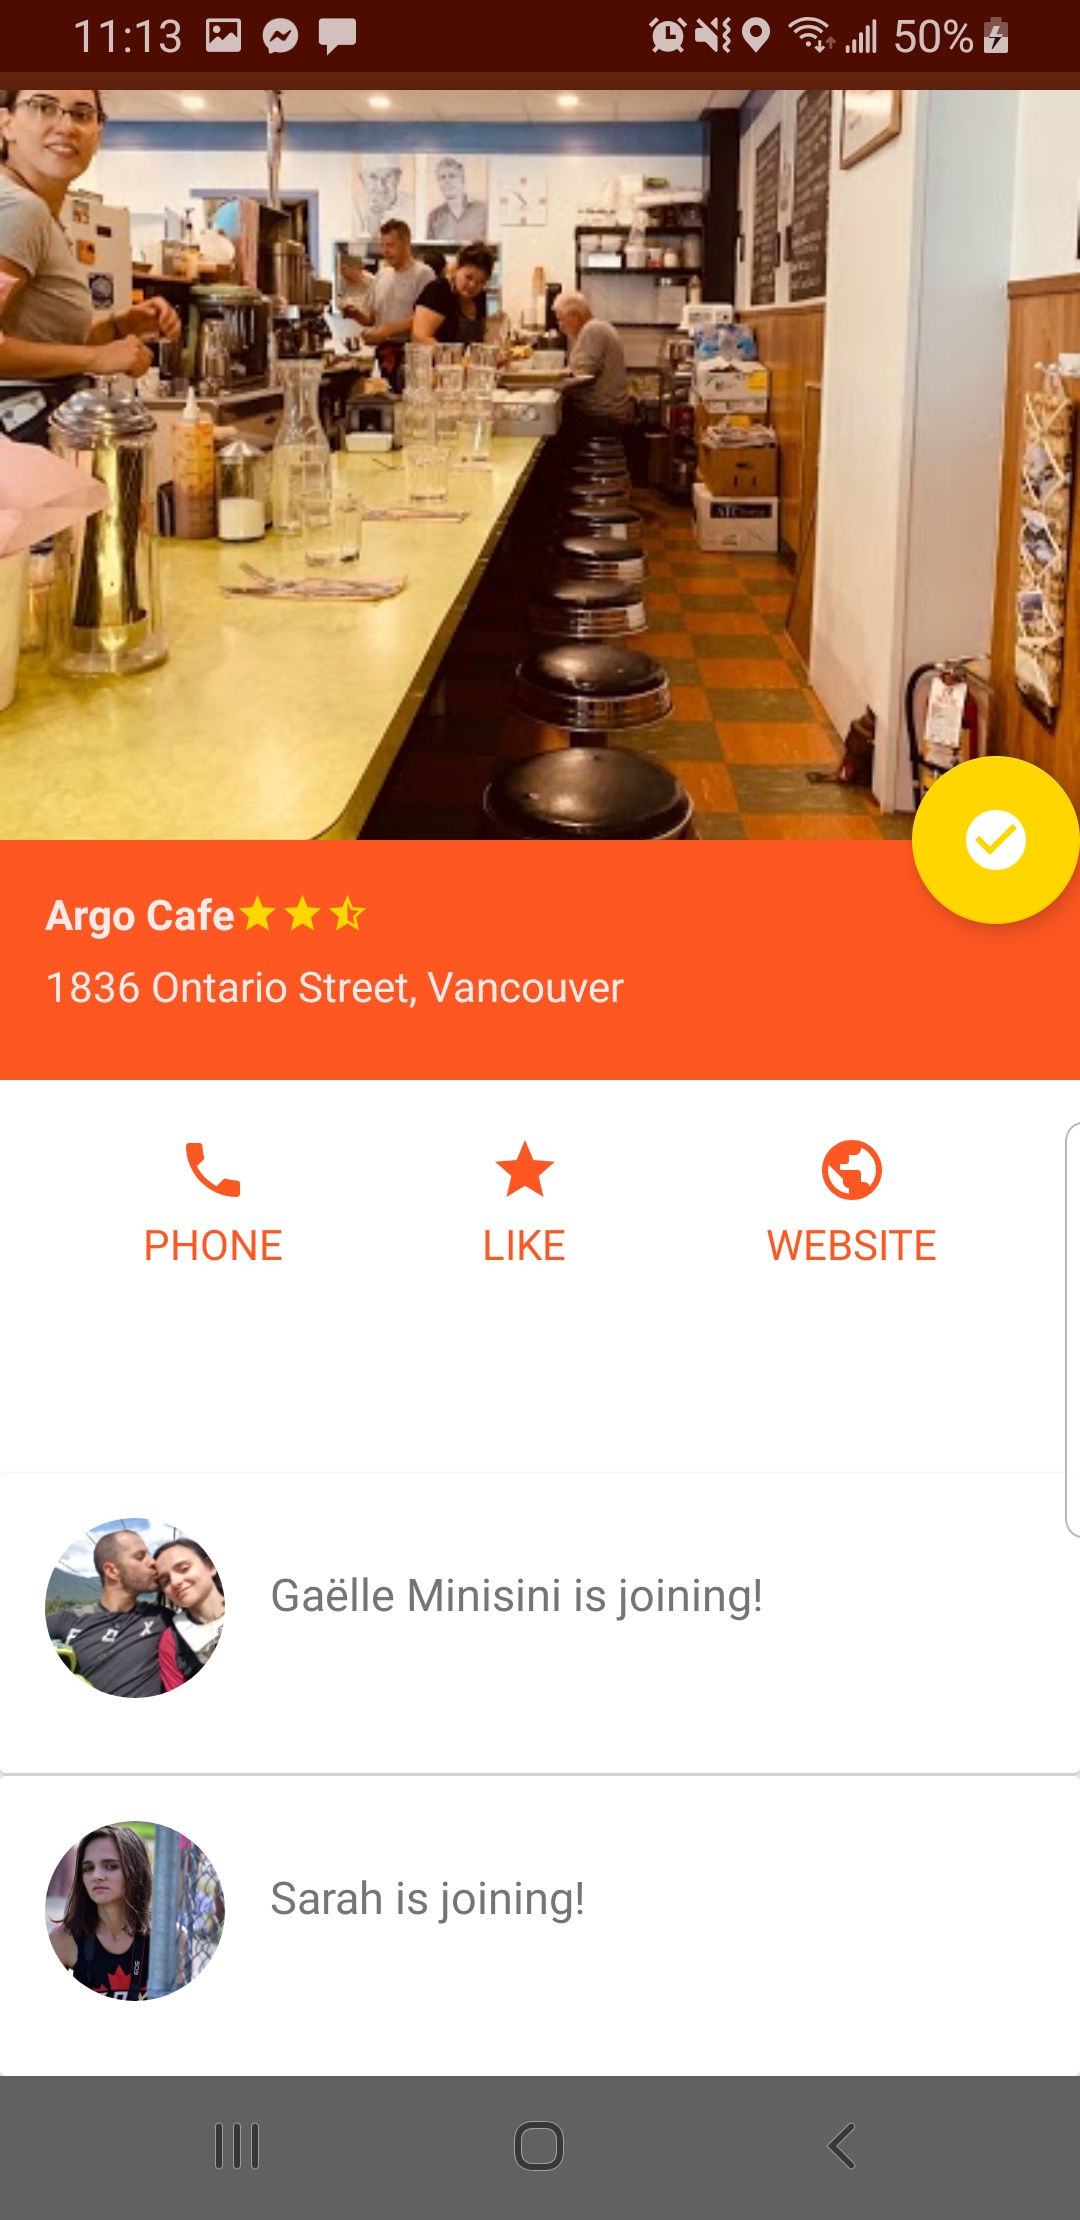 11:13
50%
Argo Cafe
1836 Ontario Street, Vancouver
PHONE
LIKE
WEBSITE
Gaëlle Minisini is joining!
Sarah is joining!